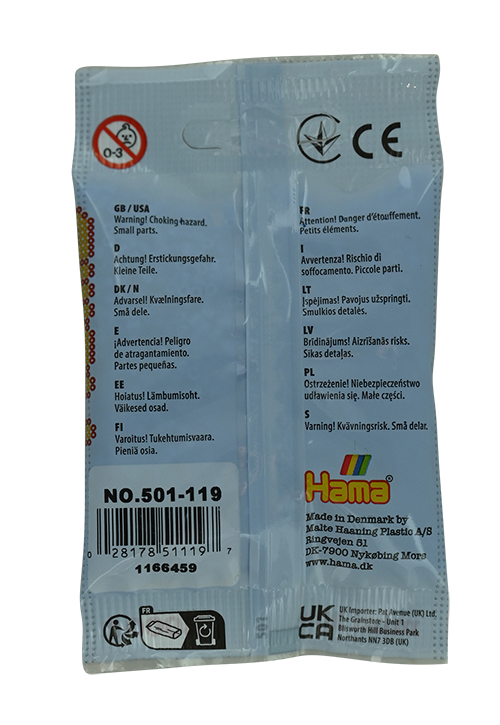 0-3
CE
GB / USA
Warning! Choking hazard.
Small parts.
D
Achtung! Erstickungsgefahr.
Kleine Teile.
DK / N
Advarsel! Kvælningsfare.
Små dele.
E
¡Advertencia! Peligro
de atragantamiento.
Partes pequeñas.
EE
Hoiatus! Lämbumisoht.
Väikesed osad.
FI
Varoitus! Tukehtumisvaara.
Pieniä osia.
FR
Attention! Danger d'étouffement.
Petits éléments.
I
Avvertenza! Rischio di
soffocamento. Piccole parti.
LT
Įspėjimas! Pavojus užspringti.
Smulkios detalės.
LV
Bridinājums! Aizrīšanās risks.
Sīkas detaļas.
PL
Ostrzeżenie! Niebezpieczeństwo
udławienia się. Małe części.
S
Varning! Kvävningsrisk. Små delar.
NO.501-119
0 28178 51119 7
1166459
Hama
Made in Denmark by
Malte Haaning Plastic A/S
Ringvejen 51
DK-7900 Nykøbing Mors
www.hama.dk
FR
501
UK
CA
UK Importer: Pat Avenue (UK) Ltd,
The Grainstore - Unit 1
Blisworth Hill Business Park
Northants NN7 3DB (UK)